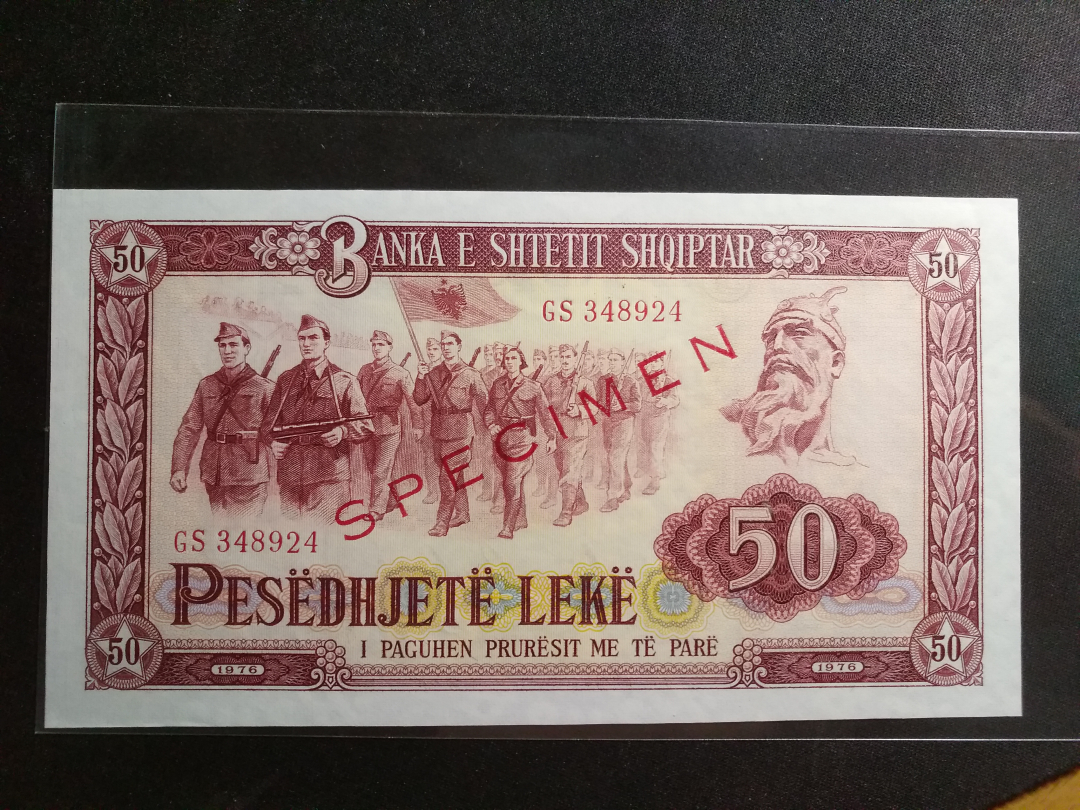 50 BANKA E SHTETIT SHQIPTAR 50
GS 348924
SPECIMEN
GS 348924
50
PESËDHJETË LEKË
I PAGUHEN PRURËSIT ME TË PARË
50 1976 1976 50